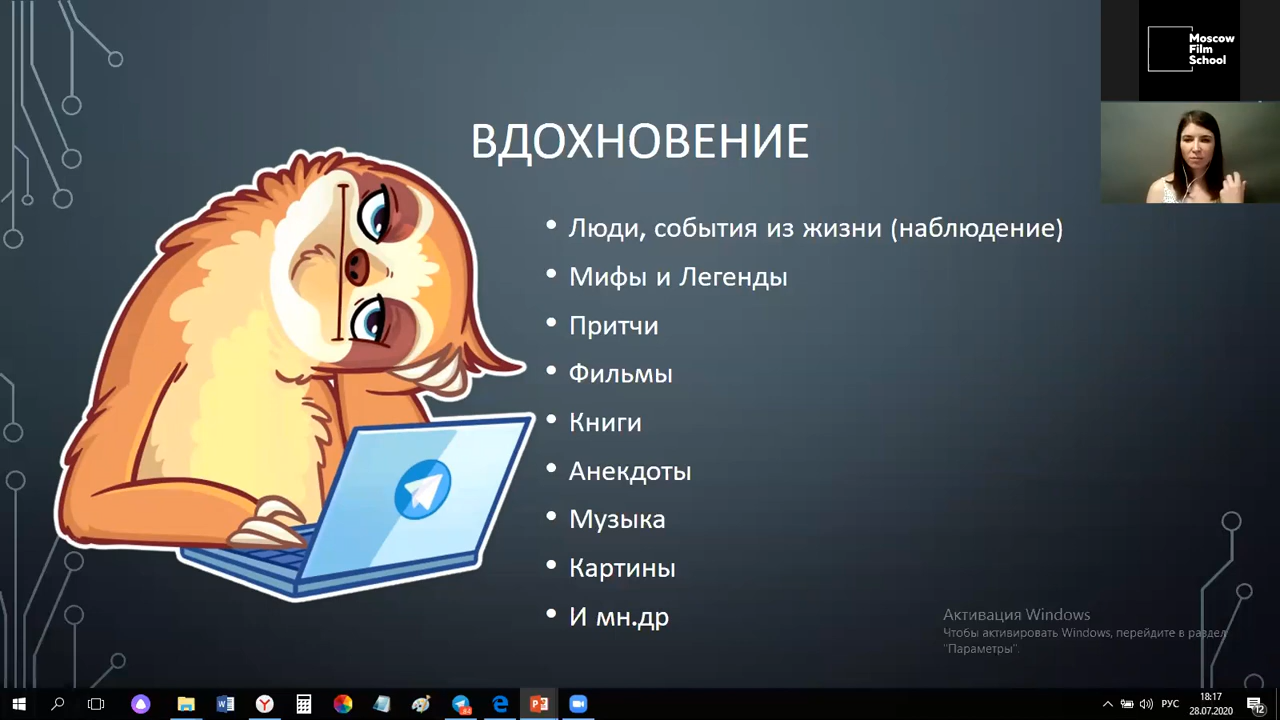 Moscow
Film
School
ВДОХНОВЕНИЕ
• Люди, события из жизни (наблюдение)
• Мифы и Легенды
• Притчи
• Фильмы
• Книги
• Анекдоты
• Музыка
• Картины
• И мн.др
Активация Windows
Чтобы активировать Windows, перейдите в раздел
"Параметры".
РУС
18:17
28.07.2020
12